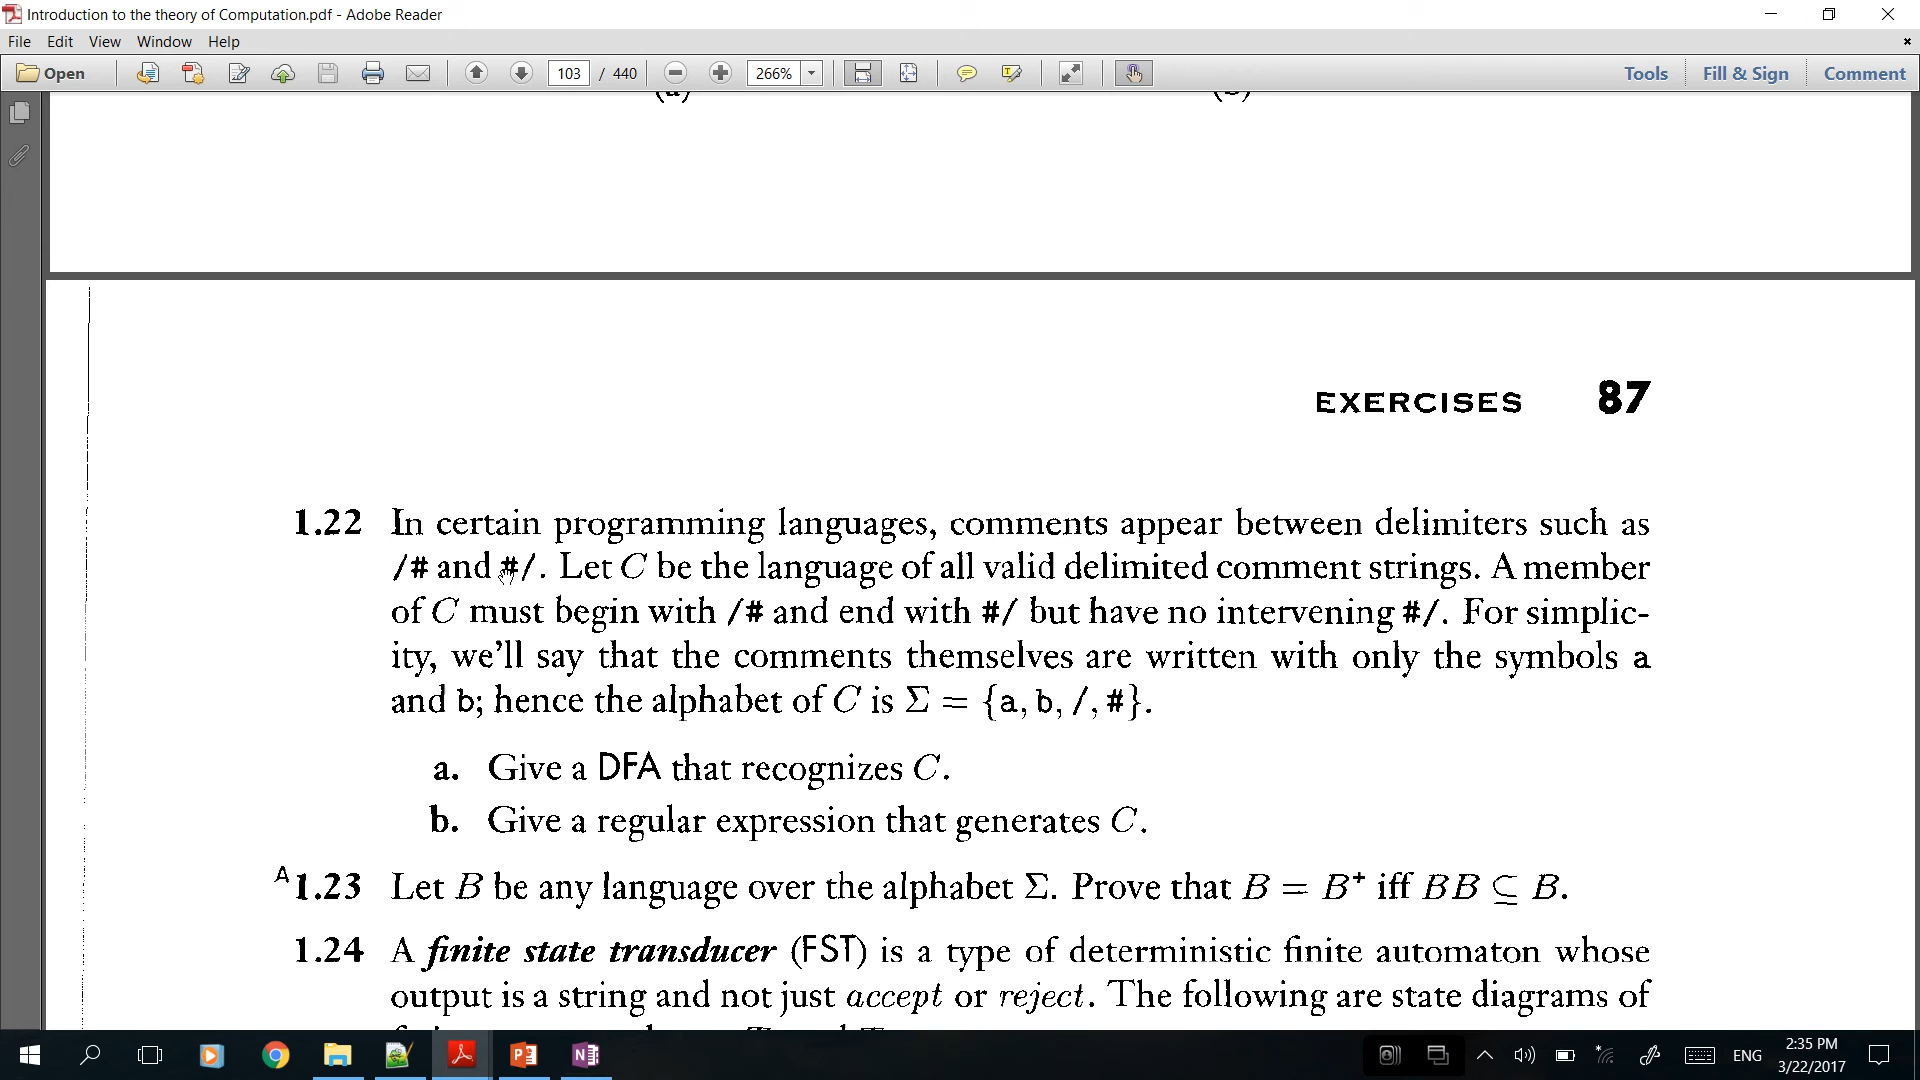 Introduction to the theory of Computation.pdf - Adobe Reader
File Edit View Window Help
Open 103 / 440 266% Tools Fill & Sign Comment
(a) (b)
EXERCISES 87
1.22 In certain programming languages, comments appear between delimiters such as
/# and #/. Let C be the language of all valid delimited comment strings. A member
of C must begin with /# and end with #/ but have no intervening #/. For simplic-
ity, we'll say that the comments themselves are written with only the symbols a
and b; hence the alphabet of C is Σ = {a, b, /, #}.
a. Give a DFA that recognizes C.
b. Give a regular expression that generates C.
A1.23 Let B be any language over the alphabet Σ. Prove that B = B⁺ iff BB ⊆ B.
1.24 A finite state transducer (FST) is a type of deterministic finite automaton whose
output is a string and not just accept or reject. The following are state diagrams of
ENG 2:35 PM
3/22/2017